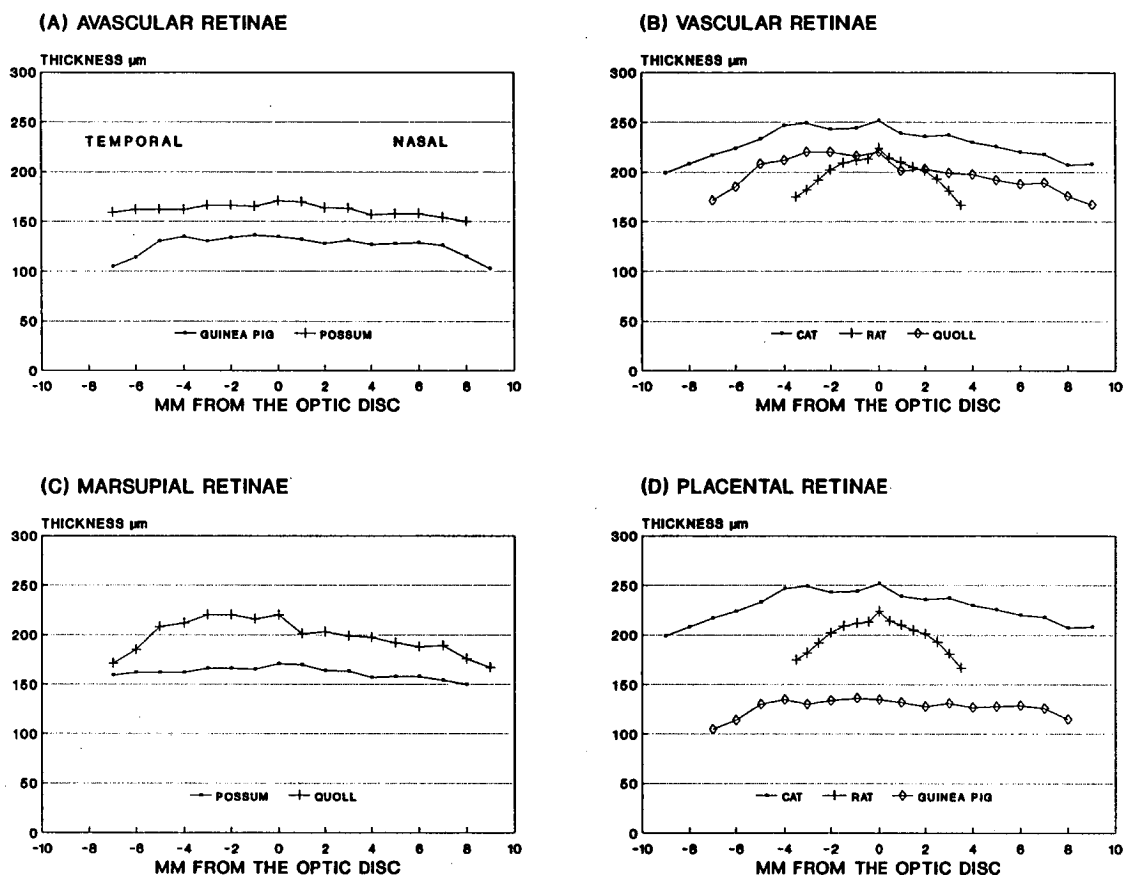 (A) AVASCULAR RETINAE
THICKNESS µm
300
250
TEMPORAL NASAL
200
150
100
50
GUINEA PIG POSSUM
0
-10 -8 -6 -4 -2 0 2 4 6 8 10
MM FROM THE OPTIC DISC
(B) VASCULAR RETINAE
THICKNESS µm
300
250
200
150
100
50
CAT RAT QUOLL
0
-10 -8 -6 -4 -2 0 2 4 6 8 10
MM FROM THE OPTIC DISC
(C) MARSUPIAL RETINAE
THICKNESS µm
300
250
200
150
100
50
POSSUM QUOLL
0
-10 -8 -6 -4 -2 0 2 4 6 8 10
MM FROM THE OPTIC DISC
(D) PLACENTAL RETINAE
THICKNESS µm
300
250
200
150
100
50
CAT RAT GUINEA PIG
0
-10 -8 -6 -4 -2 0 2 4 6 8 10
MM FROM THE OPTIC DISC